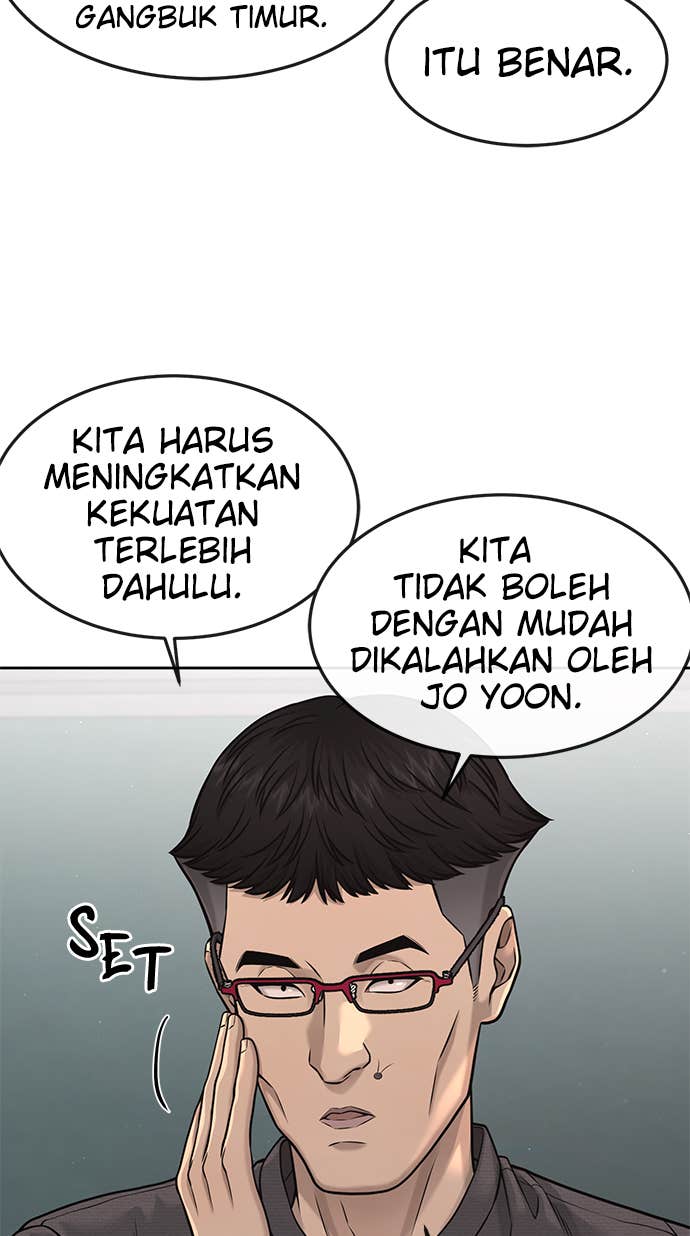 GANGBUK TIMUR.
ITU BENAR.
KITA HARUS
MENINGKATKAN
KEKUATAN
TERLEBIH
DAHULU.
KITA
TIDAK BOLEH
DENGAN MUDAH
DIKALAHKAN OLEH
JO YOON.
SET